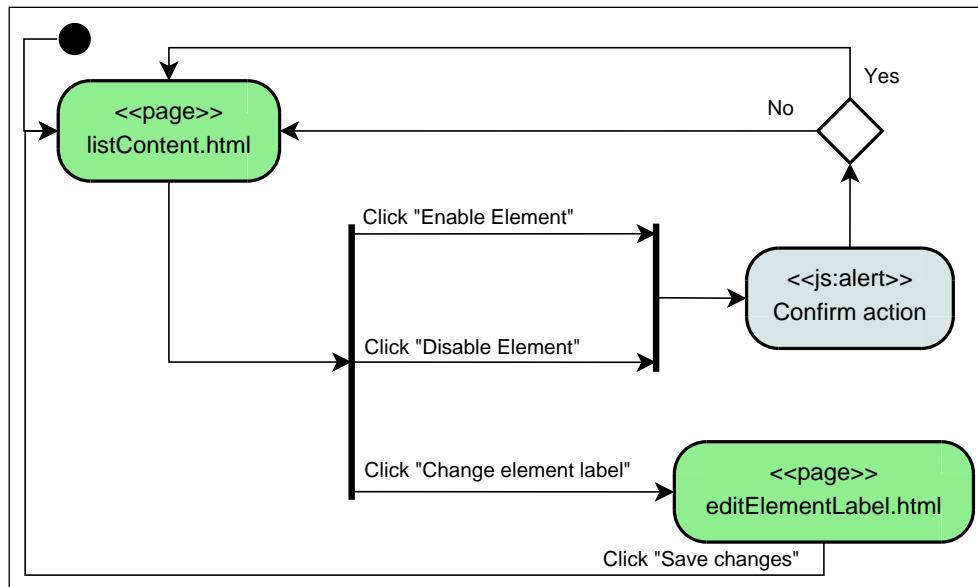 Yes
<<page>>
listContent.html
No
Click "Enable Element"
<<js:alert>>
Confirm action
Click "Disable Element"
Click "Change element label"
<<page>>
editElementLabel.html
Click "Save changes"